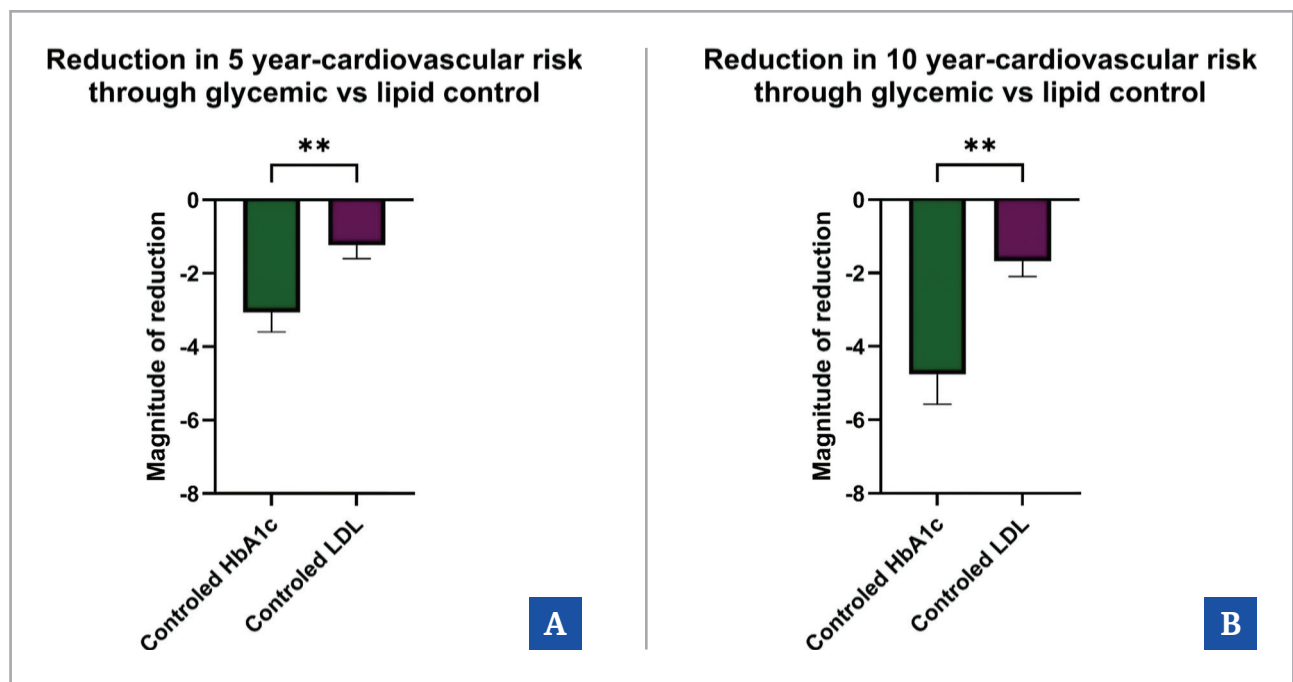 Reduction in 5 year-cardiovascular risk
through glycemic vs lipid control
**
0
-2
-4
-6
-8
Magnitude of reduction
Controled HbA1c
Controled LDL
A
Reduction in 10 year-cardiovascular risk
through glycemic vs lipid control
**
0
-2
-4
-6
-8
Magnitude of reduction
Controled HbA1c
Controled LDL
B